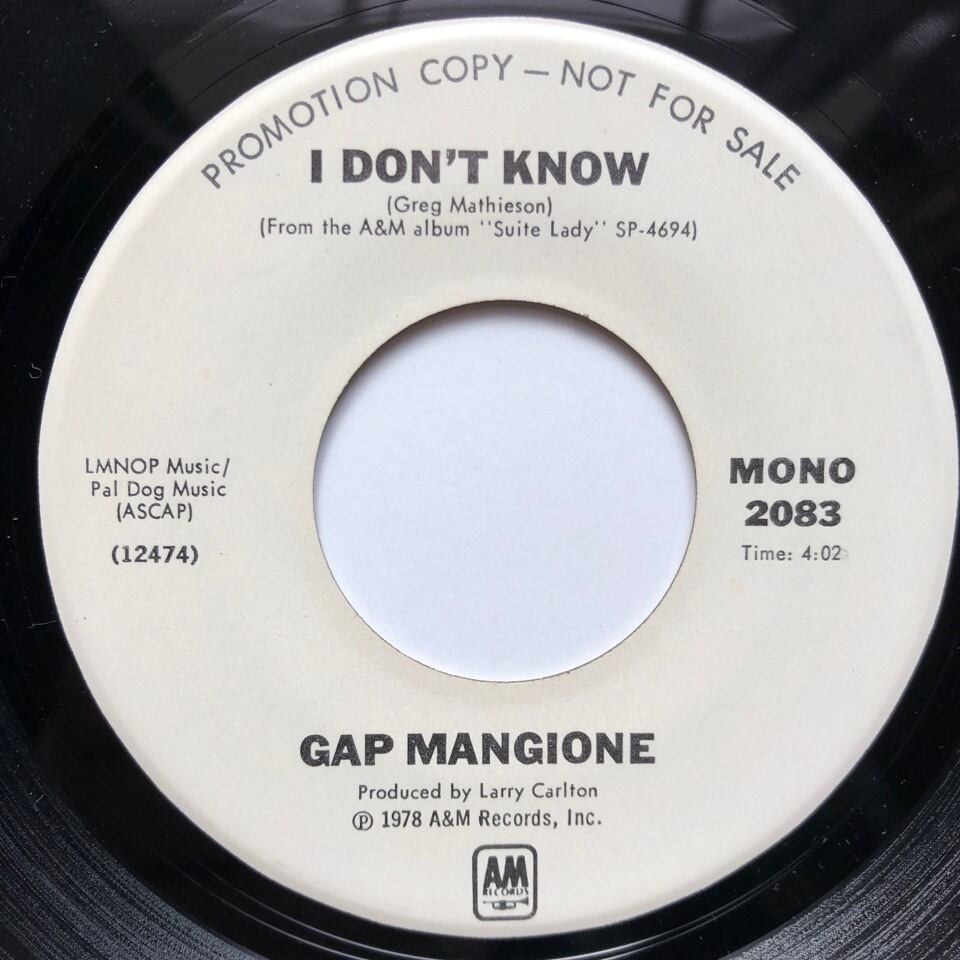 PROMOTION COPY — NOT FOR SALE
I DON'T KNOW
(Greg Mathieson)
(From the A&M album "Suite Lady" SP-4694)
LMNOP Music/
Pal Dog Music
(ASCAP)
(12474)
MONO
2083
Time: 4:02
GAP MANGIONE
Produced by Larry Carlton
℗ 1978 A&M Records, Inc.
AM
RECORDS